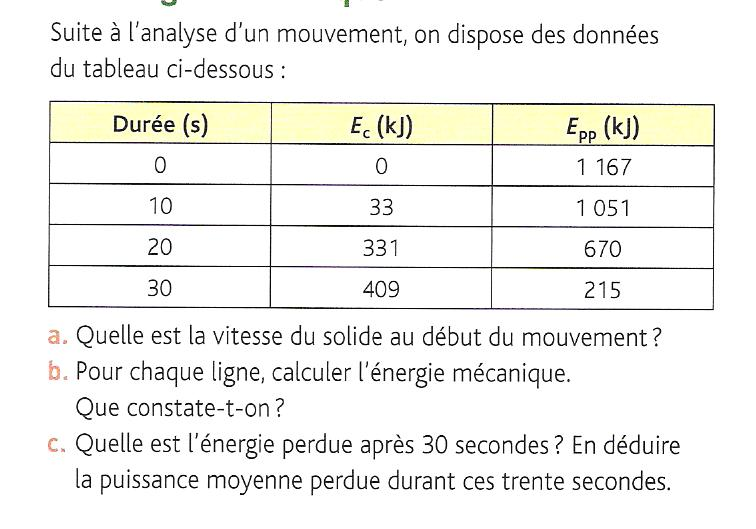 Suite à l'analyse d'un mouvement, on dispose des données
du tableau ci-dessous :
Durée (s) Ec (kJ) Epp (kJ)
0 0 1 167
10 33 1 051
20 331 670
30 409 215
a. Quelle est la vitesse du solide au début du mouvement ?
b. Pour chaque ligne, calculer l'énergie mécanique.
Que constate-t-on ?
c. Quelle est l'énergie perdue après 30 secondes ? En déduire
la puissance moyenne perdue durant ces trente secondes.